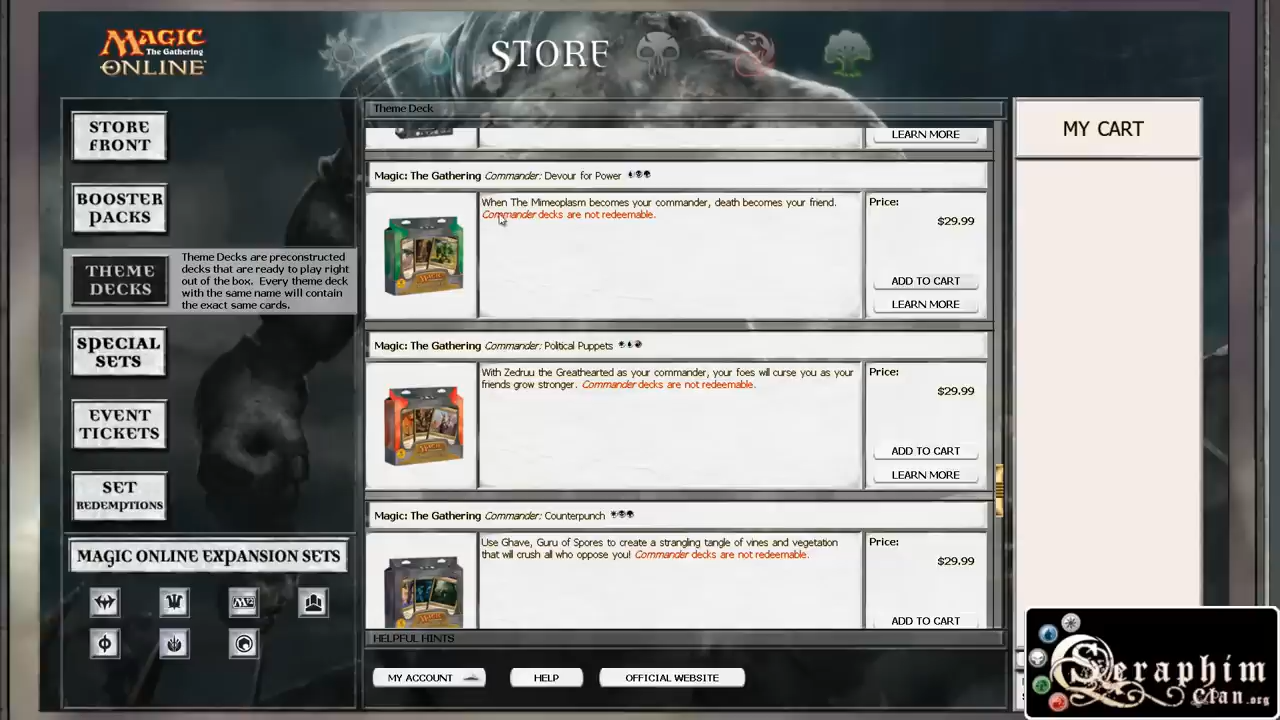 MAGIC
The Gathering
ONLINE
STORE
STORE FRONT
BOOSTER PACKS
THEME DECKS
Theme Decks are preconstructed
decks that are ready to play right
out of the box. Every theme deck
with the same name will contain
the exact same cards.
SPECIAL SETS
EVENT TICKETS
SET REDEMPTIONS
MAGIC ONLINE EXPANSION SETS
Theme Deck
LEARN MORE
Magic: The Gathering Commander: Devour for Power
When The Mimeoplasm becomes your commander, death becomes your friend.
Commander decks are not redeemable.
Price:
$29.99
ADD TO CART
LEARN MORE
Magic: The Gathering Commander: Political Puppets
With Zedruu the Greathearted as your commander, your foes will curse you as your
friends grow stronger. Commander decks are not redeemable.
Price:
$29.99
ADD TO CART
LEARN MORE
Magic: The Gathering Commander: Counterpunch
Use Ghave, Guru of Spores to create a strangling tangle of vines and vegetation
that will crush all who oppose you! Commander decks are not redeemable.
Price:
$29.99
ADD TO CART
HELPFUL HINTS
MY ACCOUNT
HELP
OFFICIAL WEBSITE
MY CART
Seraphim
Clan.org